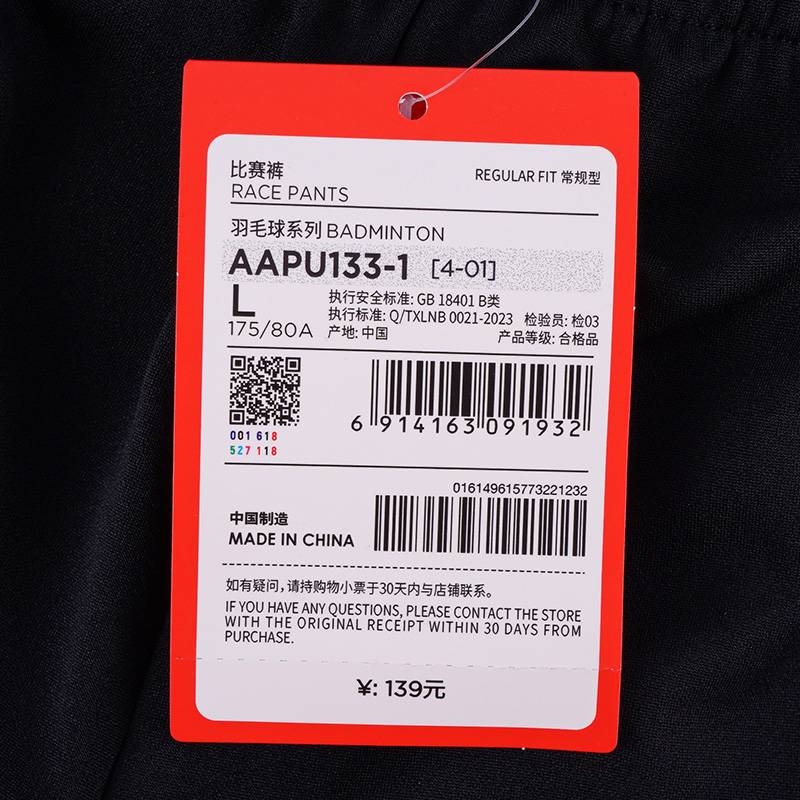 比赛裤
RACE PANTS
REGULAR FIT 常规型
羽毛球系列 BADMINTON
AAPU133-1 [4-01]
L
175/80A
执行安全标准: GB 18401 B类
执行标准: Q/TXLNB 0021-2023 检验员: 检03
产地: 中国
产品等级: 合格品
001 618
527 118
6 914163 091932
016149615773221232
中国制造
MADE IN CHINA
如有疑问,请持购物小票于30天内与店铺联系。
IF YOU HAVE ANY QUESTIONS, PLEASE CONTACT THE STORE
WITH THE ORIGINAL RECEIPT WITHIN 30 DAYS FROM
PURCHASE.
¥: 139元